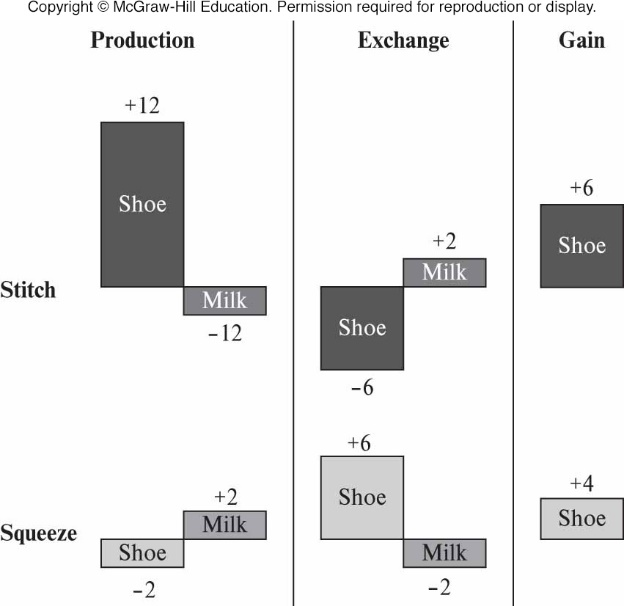 Copyright © McGraw-Hill Education. Permission required for reproduction or display.
Production Exchange Gain
+12
Shoe
+6
Shoe
+2
Milk
Stitch
Milk
Shoe
−12
−6
+6
Shoe
+4
Shoe
+2
Milk
Squeeze
Shoe
Milk
−2
−2